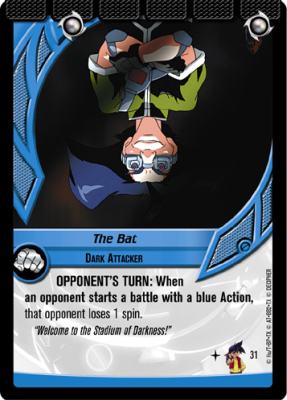 The Bat
DARK ATTACKER
OPPONENT'S TURN: When
an opponent starts a battle with a blue Action,
that opponent loses 1 spin.
"Welcome to the Stadium of Darkness!"
31